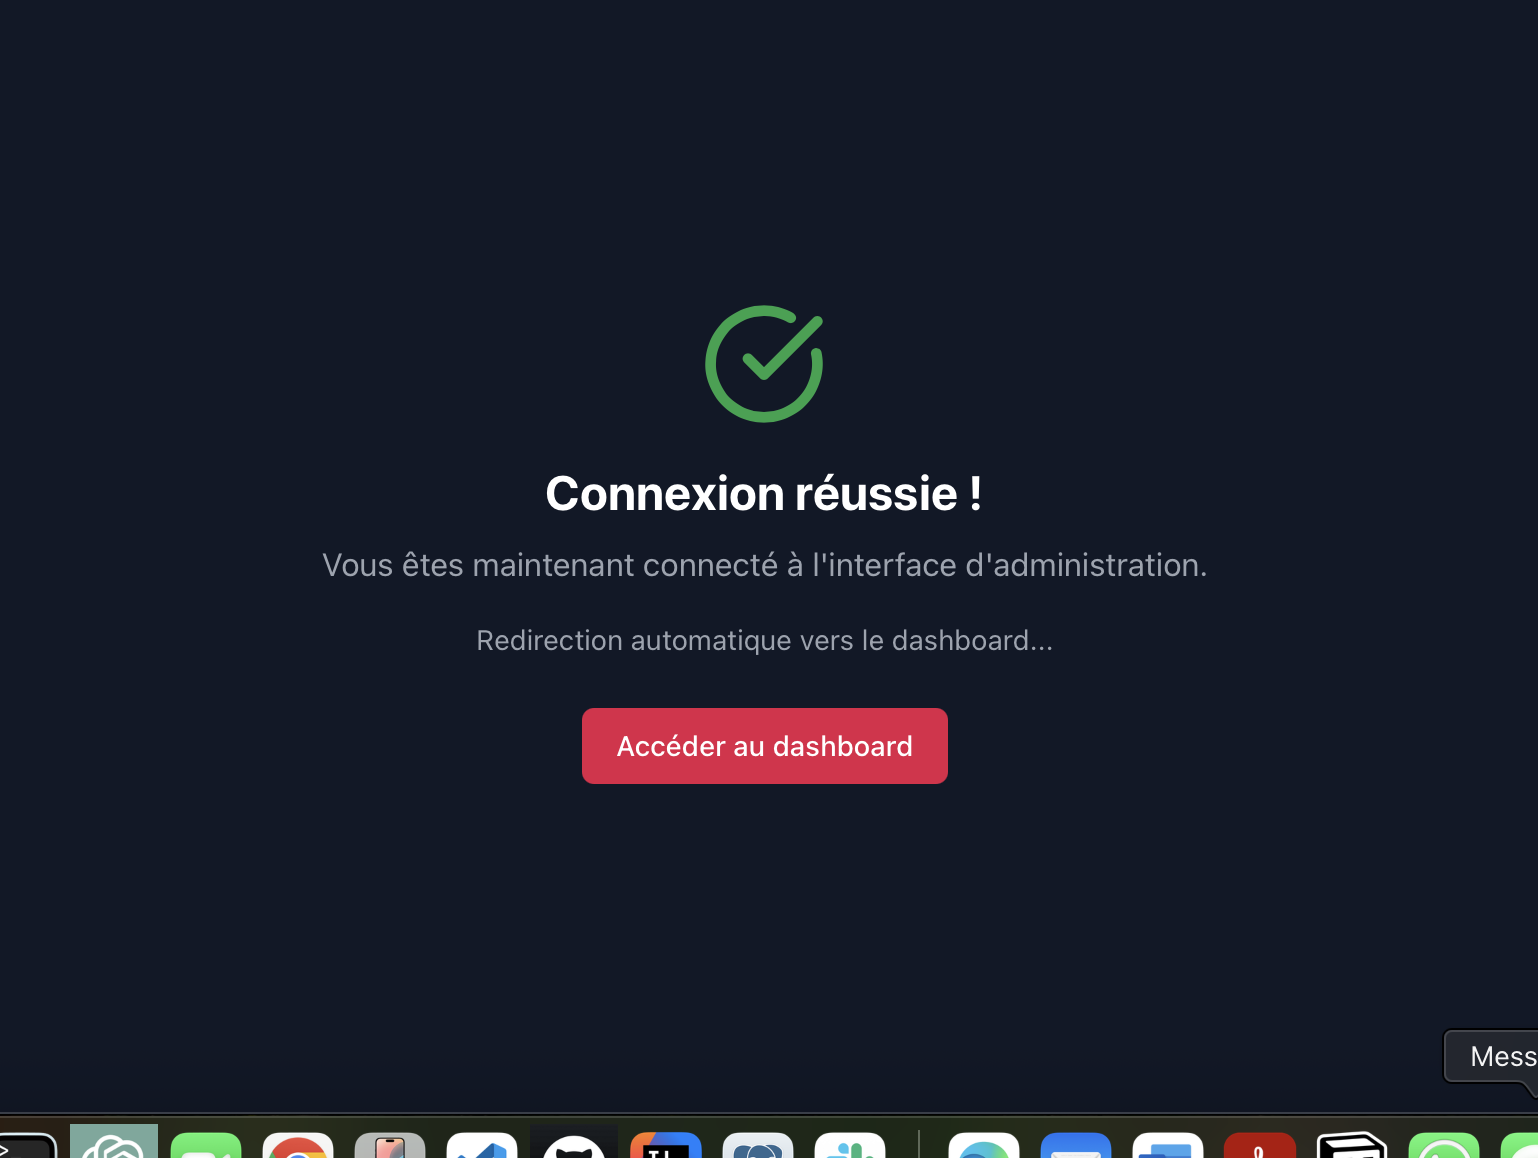 Connexion réussie !
Vous êtes maintenant connecté à l'interface d'administration.
Redirection automatique vers le dashboard...
Accéder au dashboard
Mess